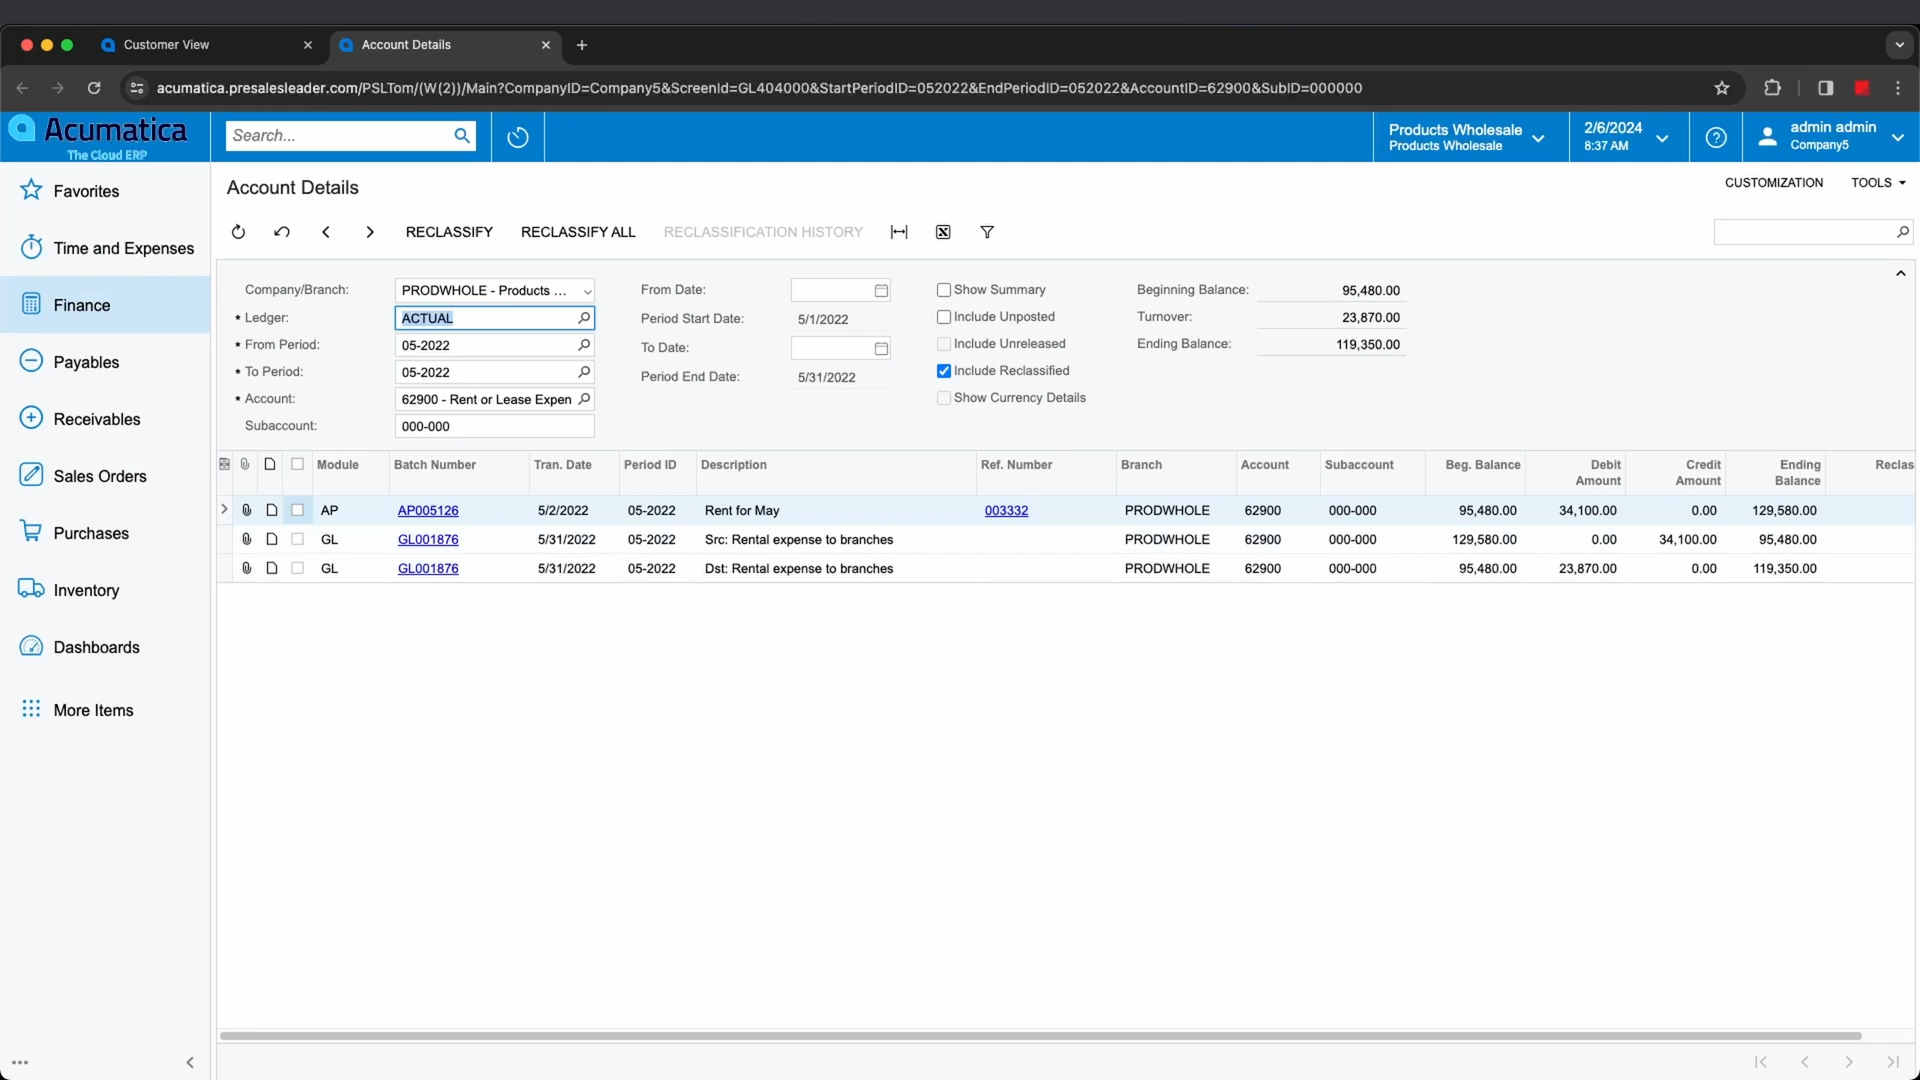 Customer View
Account Details
acumatica.presalesleader.com/PSLTom/(W(2))/Main?CompanyID=Company5&ScreenId=GL404000&StartPeriodID=052022&EndPeriodID=052022&AccountID=62900&SubID=000000
Acumatica
The Cloud ERP
Search...
Products Wholesale
Products Wholesale
2/6/2024
8:37 AM
admin admin
Company5
Favorites
Time and Expenses
Finance
Payables
Receivables
Sales Orders
Purchases
Inventory
Dashboards
More Items
Account Details
CUSTOMIZATION TOOLS
RECLASSIFY RECLASSIFY ALL RECLASSIFICATION HISTORY
Company/Branch: PRODWHOLE - Products ...
* Ledger: ACTUAL
* From Period: 05-2022
* To Period: 05-2022
* Account: 62900 - Rent or Lease Expen
Subaccount: 000-000
From Date:
Period Start Date: 5/1/2022
To Date:
Period End Date: 5/31/2022
Show Summary
Include Unposted
Include Unreleased
Include Reclassified
Show Currency Details
Beginning Balance: 95,480.00
Turnover: 23,870.00
Ending Balance: 119,350.00
Module Batch Number Tran. Date Period ID Description Ref. Number Branch Account Subaccount Beg. Balance Debit Amount Credit Amount Ending Balance Reclas
AP AP005126 5/2/2022 05-2022 Rent for May 003332 PRODWHOLE 62900 000-000 95,480.00 34,100.00 0.00 129,580.00
GL GL001876 5/31/2022 05-2022 Src: Rental expense to branches PRODWHOLE 62900 000-000 129,580.00 0.00 34,100.00 95,480.00
GL GL001876 5/31/2022 05-2022 Dst: Rental expense to branches PRODWHOLE 62900 000-000 95,480.00 23,870.00 0.00 119,350.00